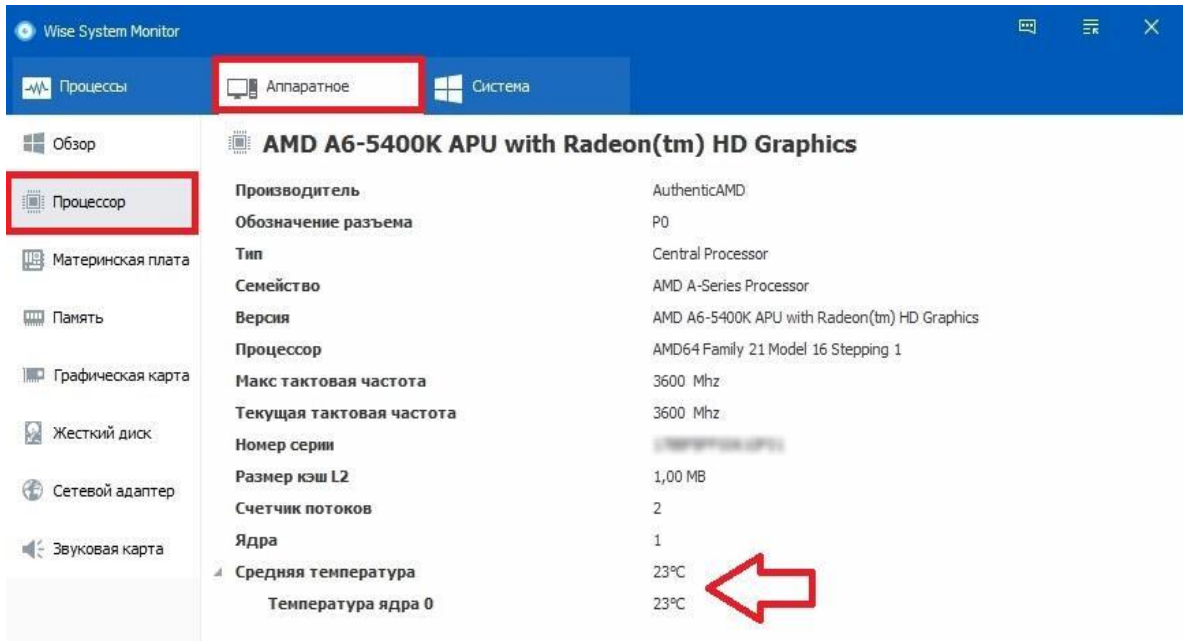 Wise System Monitor
Процессы
Аппаратное
Система
Обзор
Процессор
Материнская плата
Память
Графическая карта
Жесткий диск
Сетевой адаптер
Звуковая карта
AMD A6-5400K APU with Radeon(tm) HD Graphics
Производитель AuthenticAMD
Обозначение разъема P0
Тип Central Processor
Семейство AMD A-Series Processor
Версия AMD A6-5400K APU with Radeon(tm) HD Graphics
Процессор AMD64 Family 21 Model 16 Stepping 1
Макс тактовая частота 3600 Mhz
Текущая тактовая частота 3600 Mhz
Номер серии
Размер кэш L2 1,00 MB
Счетчик потоков 2
Ядра 1
Средняя температура 23°C
Температура ядра 0 23°C